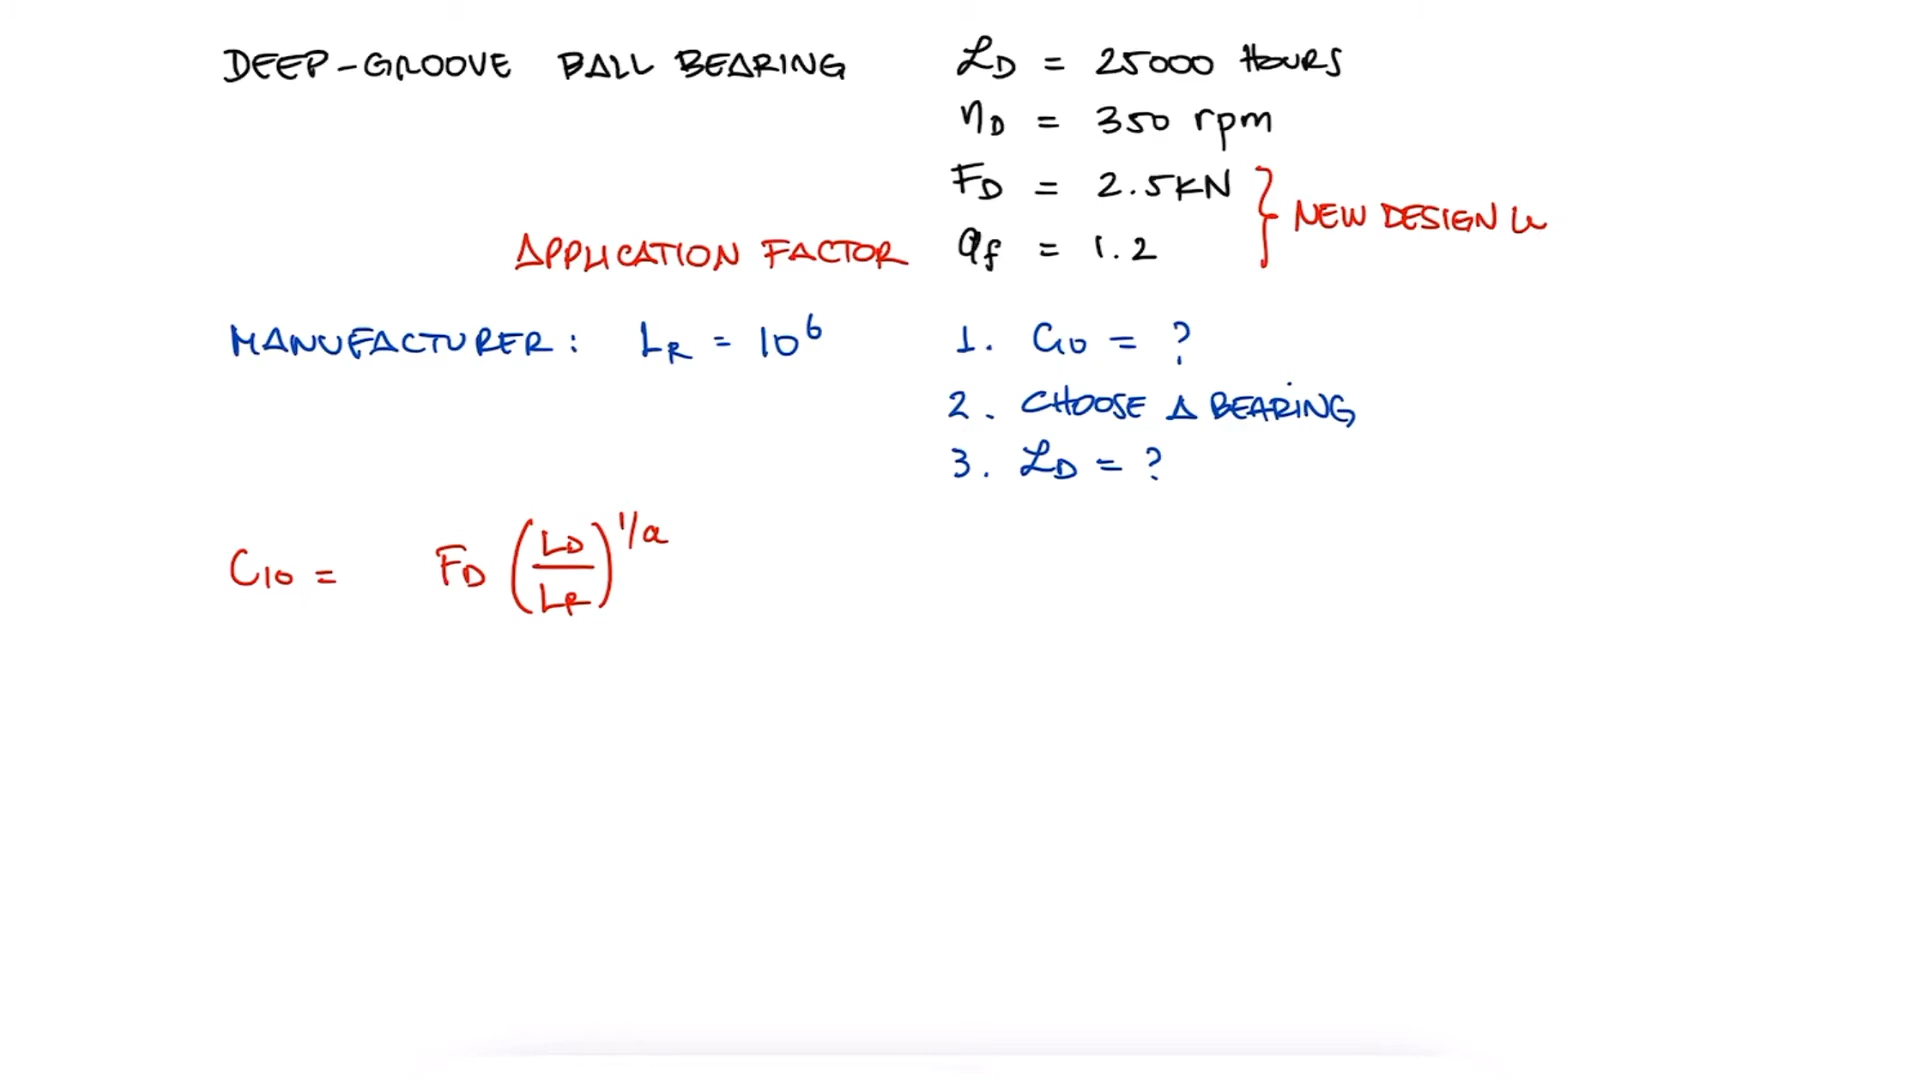 DEEP-GROOVE BALL BEARING
ℒD = 25000 HOURS
nD = 350 rpm
FD = 2.5KN
APPLICATION FACTOR af = 1.2
} NEW DESIGN
MANUFACTURER: LR = 10^6
1. C10 = ?
2. CHOOSE A BEARING
3. ℒD = ?
C10 = FD (LD/LR)^1/a